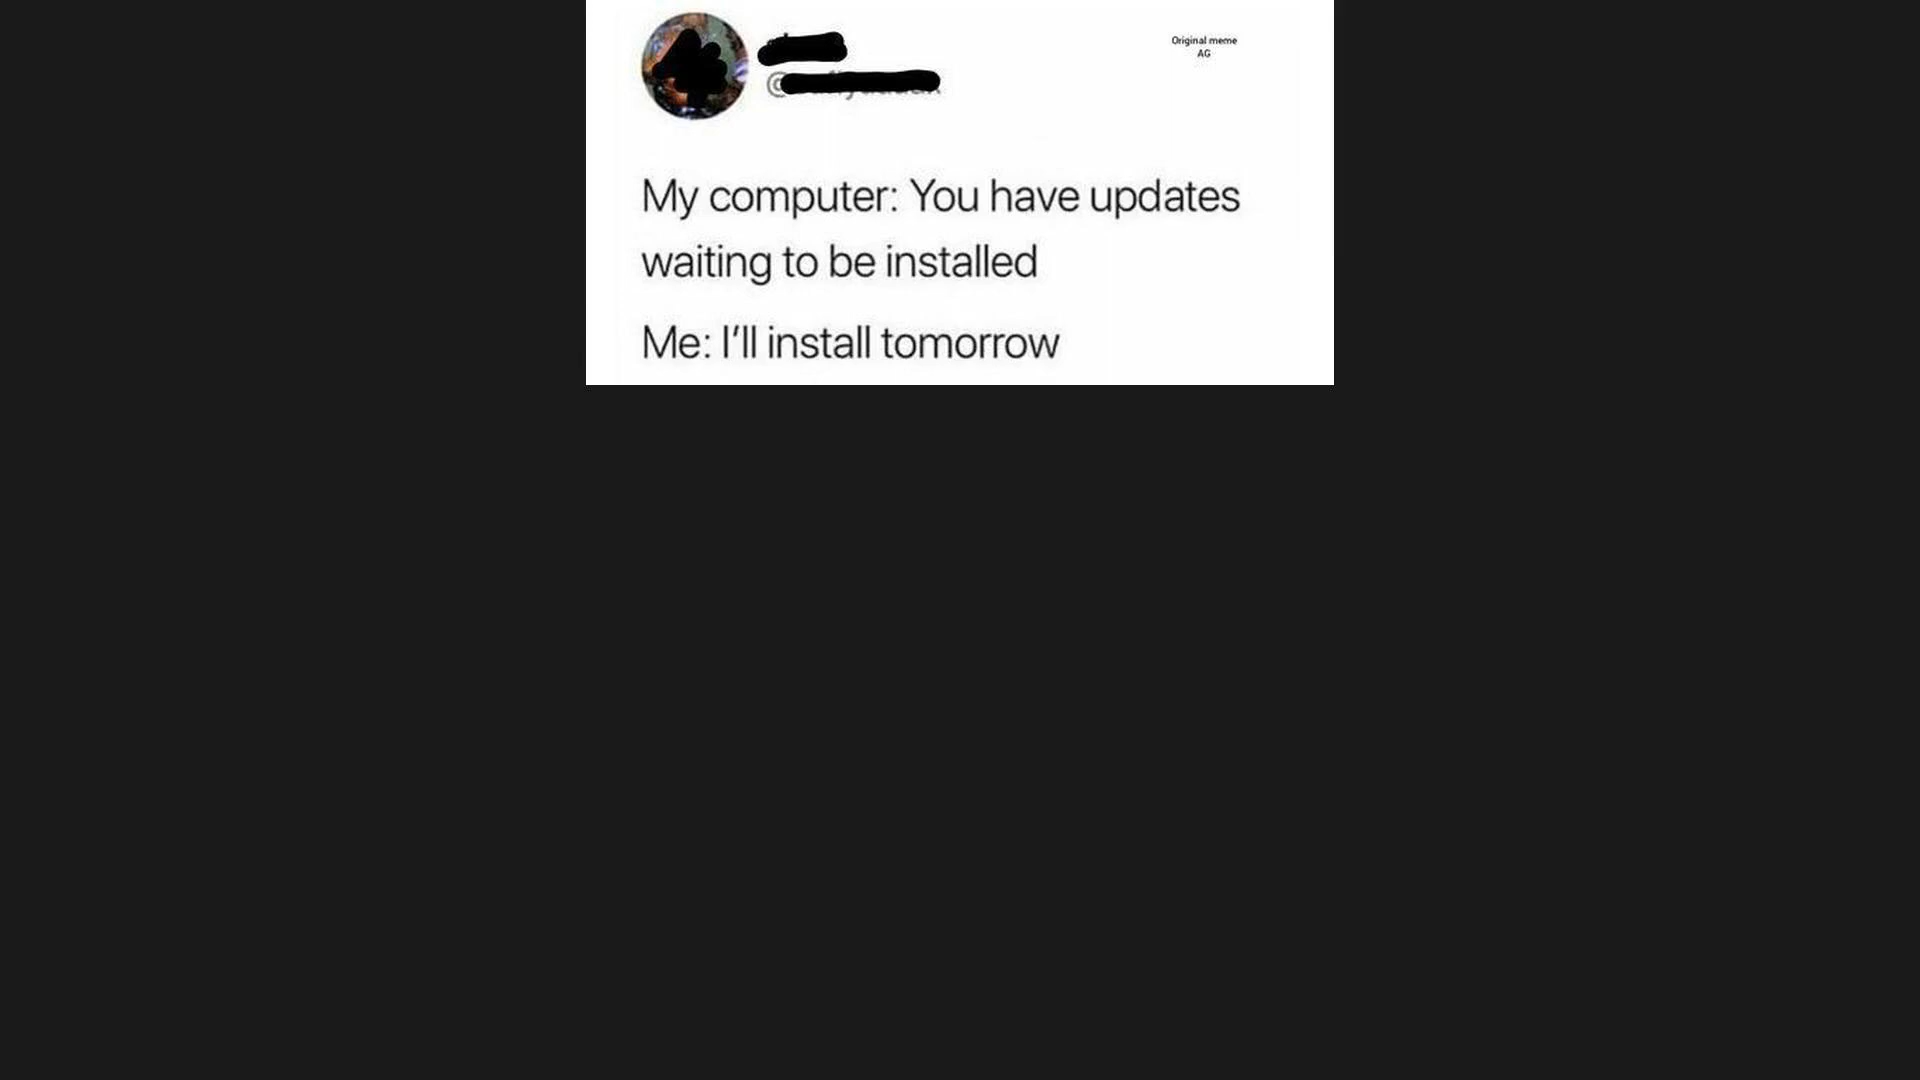 Original meme
AG
@
My computer: You have updates
waiting to be installed
Me: I'll install tomorrow